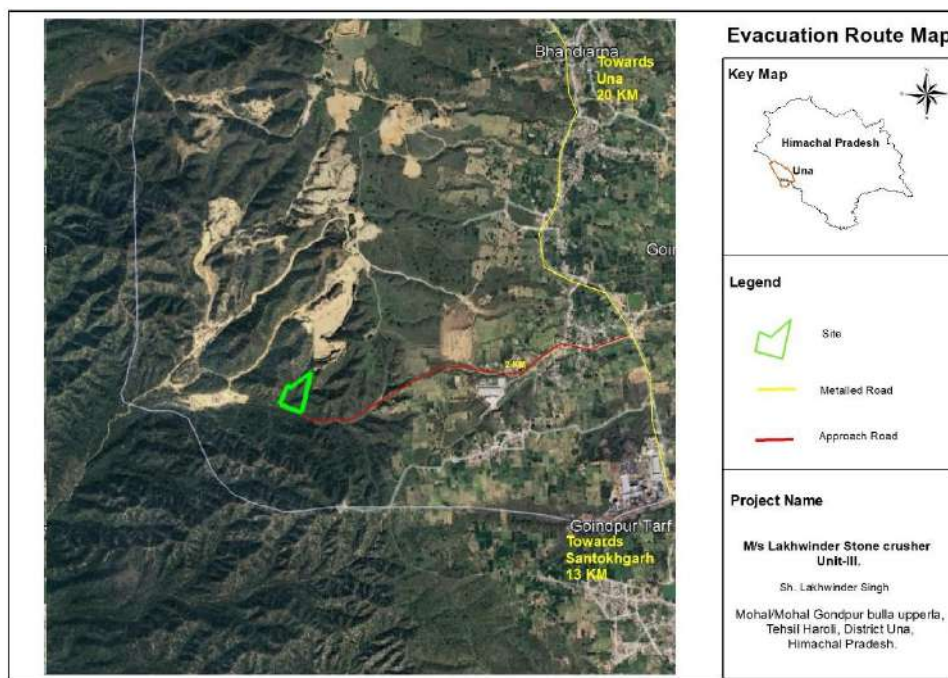 Evacuation Route Map
Bhandiarna
Towards
Una
20 KM
Goin
2 KM
Goindpur Tarf
Towards
Santokhgarh
13 KM
Key Map
Himachal Pradesh
Una
Legend
Site
Metalled Road
Approach Road
Project Name
M/s Lakhwinder Stone crusher
Unit-III.
Sh. Lakhwinder Singh
Mohal/Mohal Gondpur bulla upperla,
Tehsil Haroli, District Una,
Himachal Pradesh.